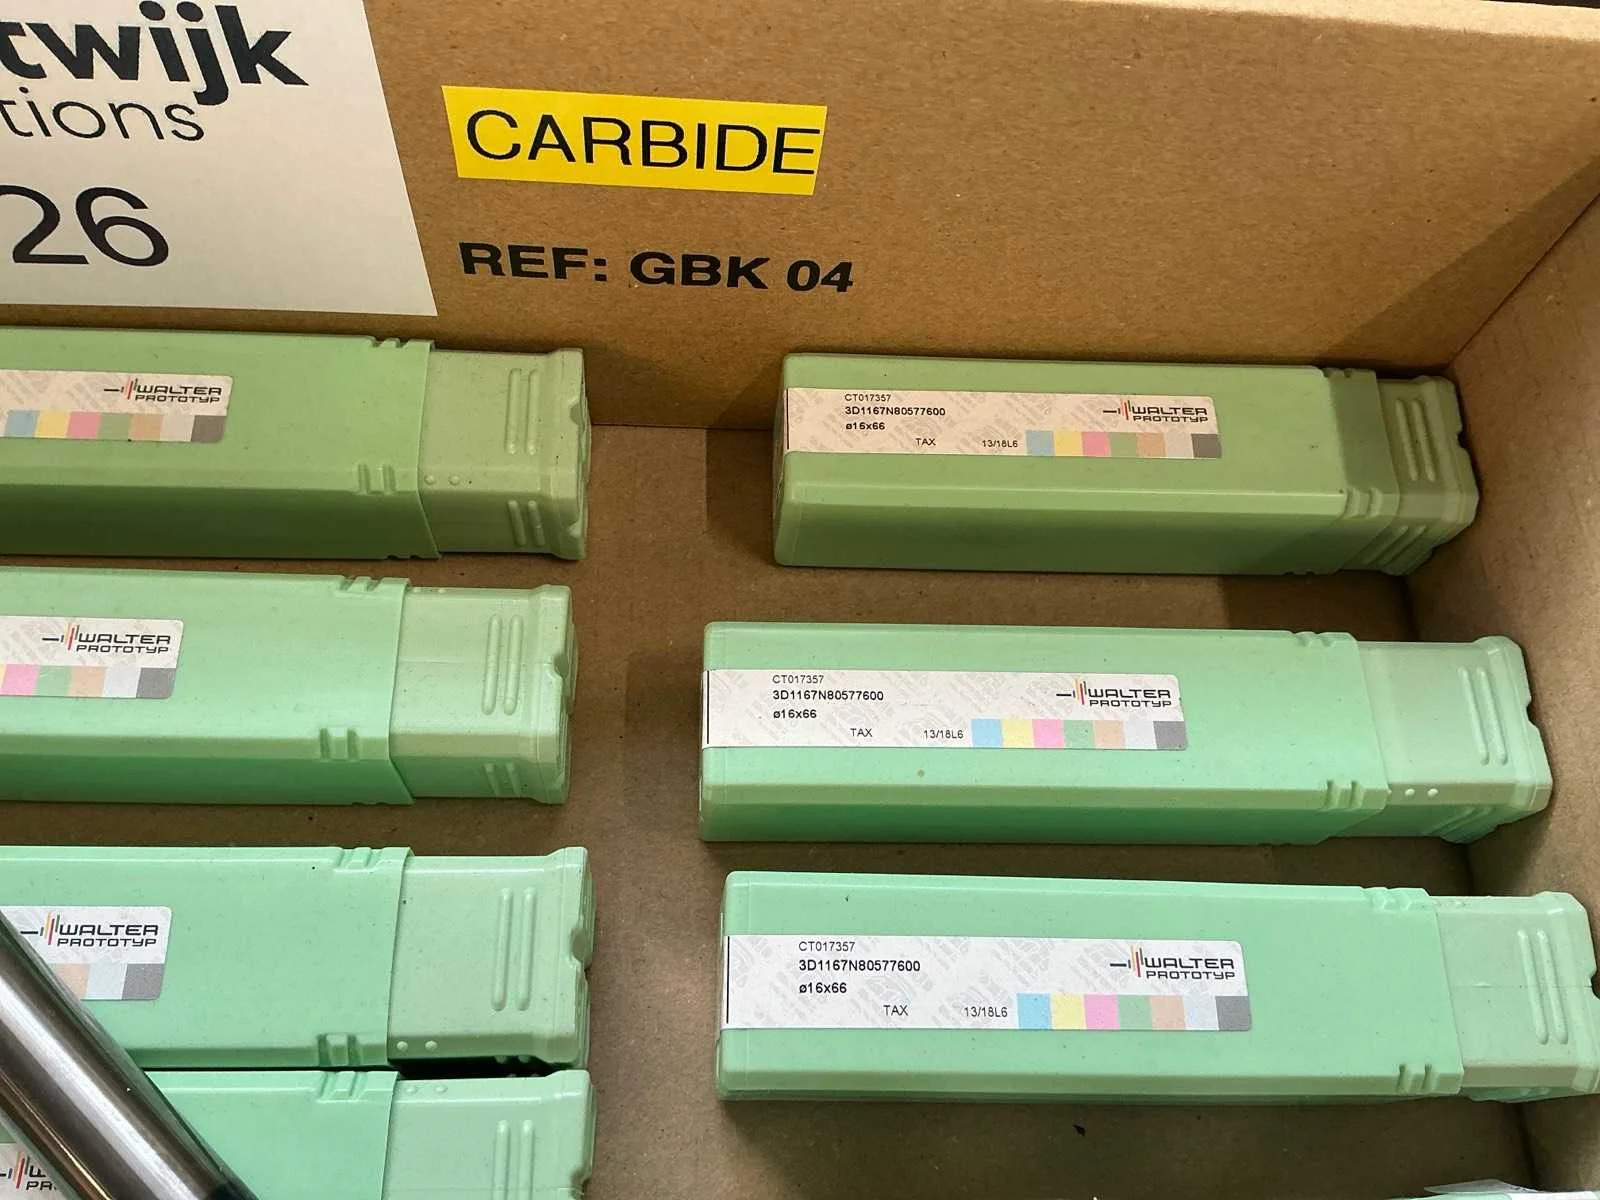 twijk
tions
26
CARBIDE
REF: GBK 04
WALTER
PROTOTYP
CT017357
3D1167N80577600
ø16x66
TAX 13/18L6
WALTER
PROTOTYP
WALTER
PROTOTYP
CT017357
3D1167N80577600
ø16x66
TAX 13/18L6
WALTER
PROTOTYP
WALTER
PROTOTYP
CT017357
3D1167N80577600
ø16x66
TAX 13/18L6
WALTER
PROTOTYP